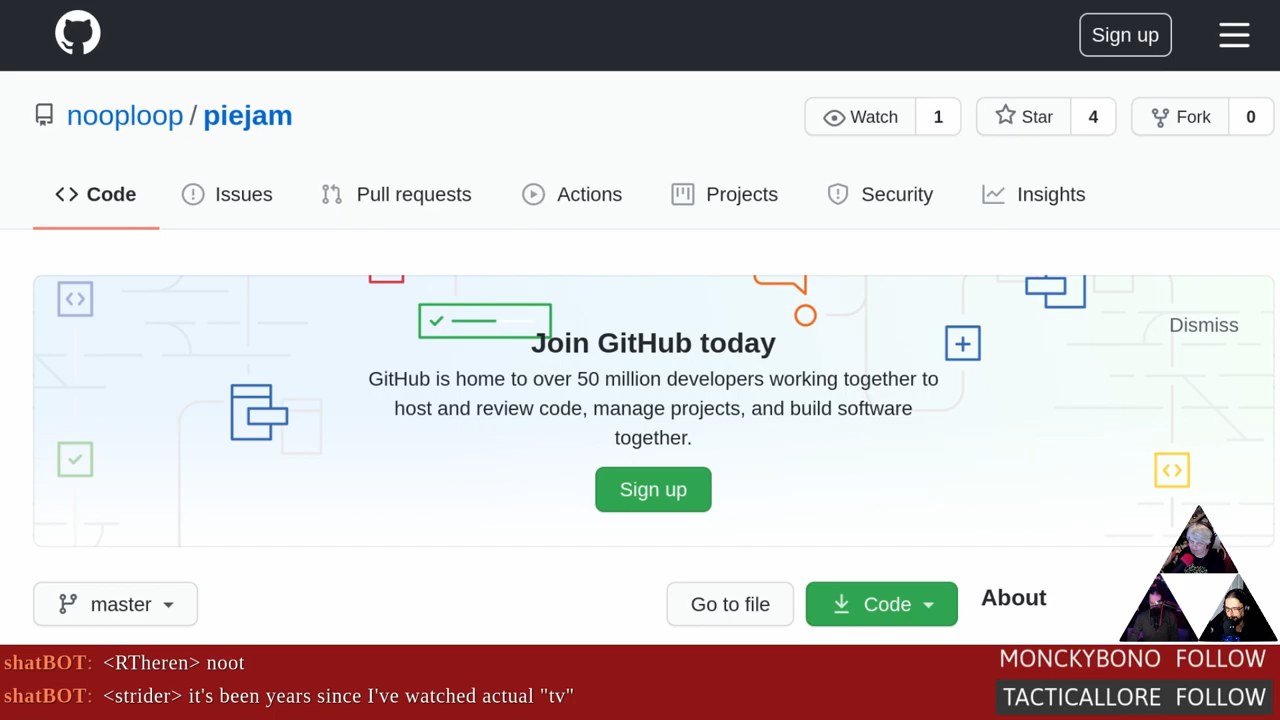 Sign up
nooploop / piejam
Watch 1 Star 4 Fork 0
Code Issues Pull requests Actions Projects Security Insights
Dismiss
Join GitHub today
GitHub is home to over 50 million developers working together to
host and review code, manage projects, and build software
together.
Sign up
master Go to file Code About
shatBOT: <RTheren> noot
shatBOT: <strider> it's been years since I've watched actual "tv"
MONCKYBONO FOLLOW
TACTICALLORE FOLLOW